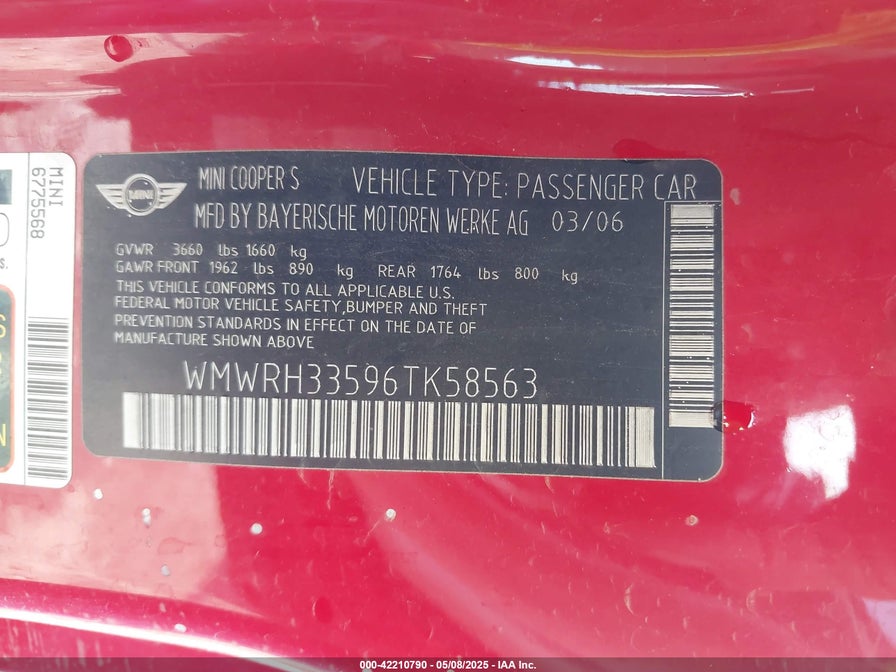 MINI
6775568
S.
S
N
MINI
MINI COOPER S VEHICLE TYPE: PASSENGER CAR
MFD BY BAYERISCHE MOTOREN WERKE AG 03/06
GVWR 3660 lbs 1660 kg
GAWR FRONT 1962 lbs 890 kg REAR 1764 lbs 800 kg
THIS VEHICLE CONFORMS TO ALL APPLICABLE U.S.
FEDERAL MOTOR VEHICLE SAFETY,BUMPER AND THEFT
PREVENTION STANDARDS IN EFFECT ON THE DATE OF
MANUFACTURE SHOWN ABOVE
WMWRH33596TK58563
000-42210790 - 05/08/2025 - IAA Inc.